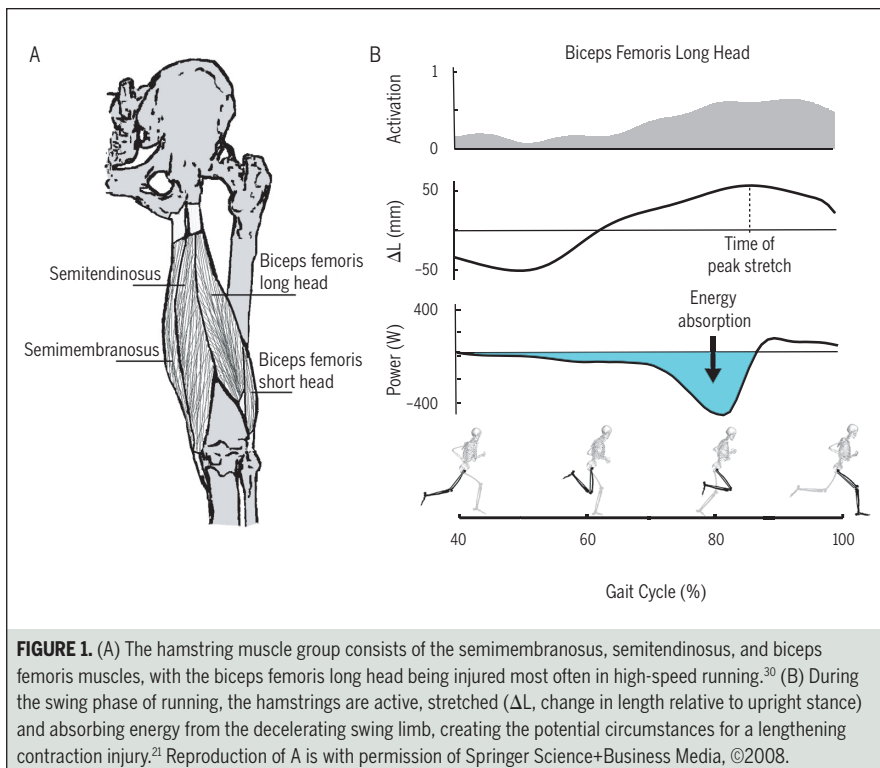 A
Semitendinosus
Biceps femoris
long head
Semimembranosus
Biceps femoris
short head
B
Biceps Femoris Long Head
1
Activation
0
50
ΔL (mm)
–50
Time of
peak stretch
Energy
absorption
400
Power (W)
–400
40
60
80
100
Gait Cycle (%)
FIGURE 1. (A) The hamstring muscle group consists of the semimembranosus, semitendinosus, and biceps
femoris muscles, with the biceps femoris long head being injured most often in high-speed running.³⁰ (B) During
the swing phase of running, the hamstrings are active, stretched (ΔL, change in length relative to upright stance)
and absorbing energy from the decelerating swing limb, creating the potential circumstances for a lengthening
contraction injury.²¹ Reproduction of A is with permission of Springer Science+Business Media, ©2008.